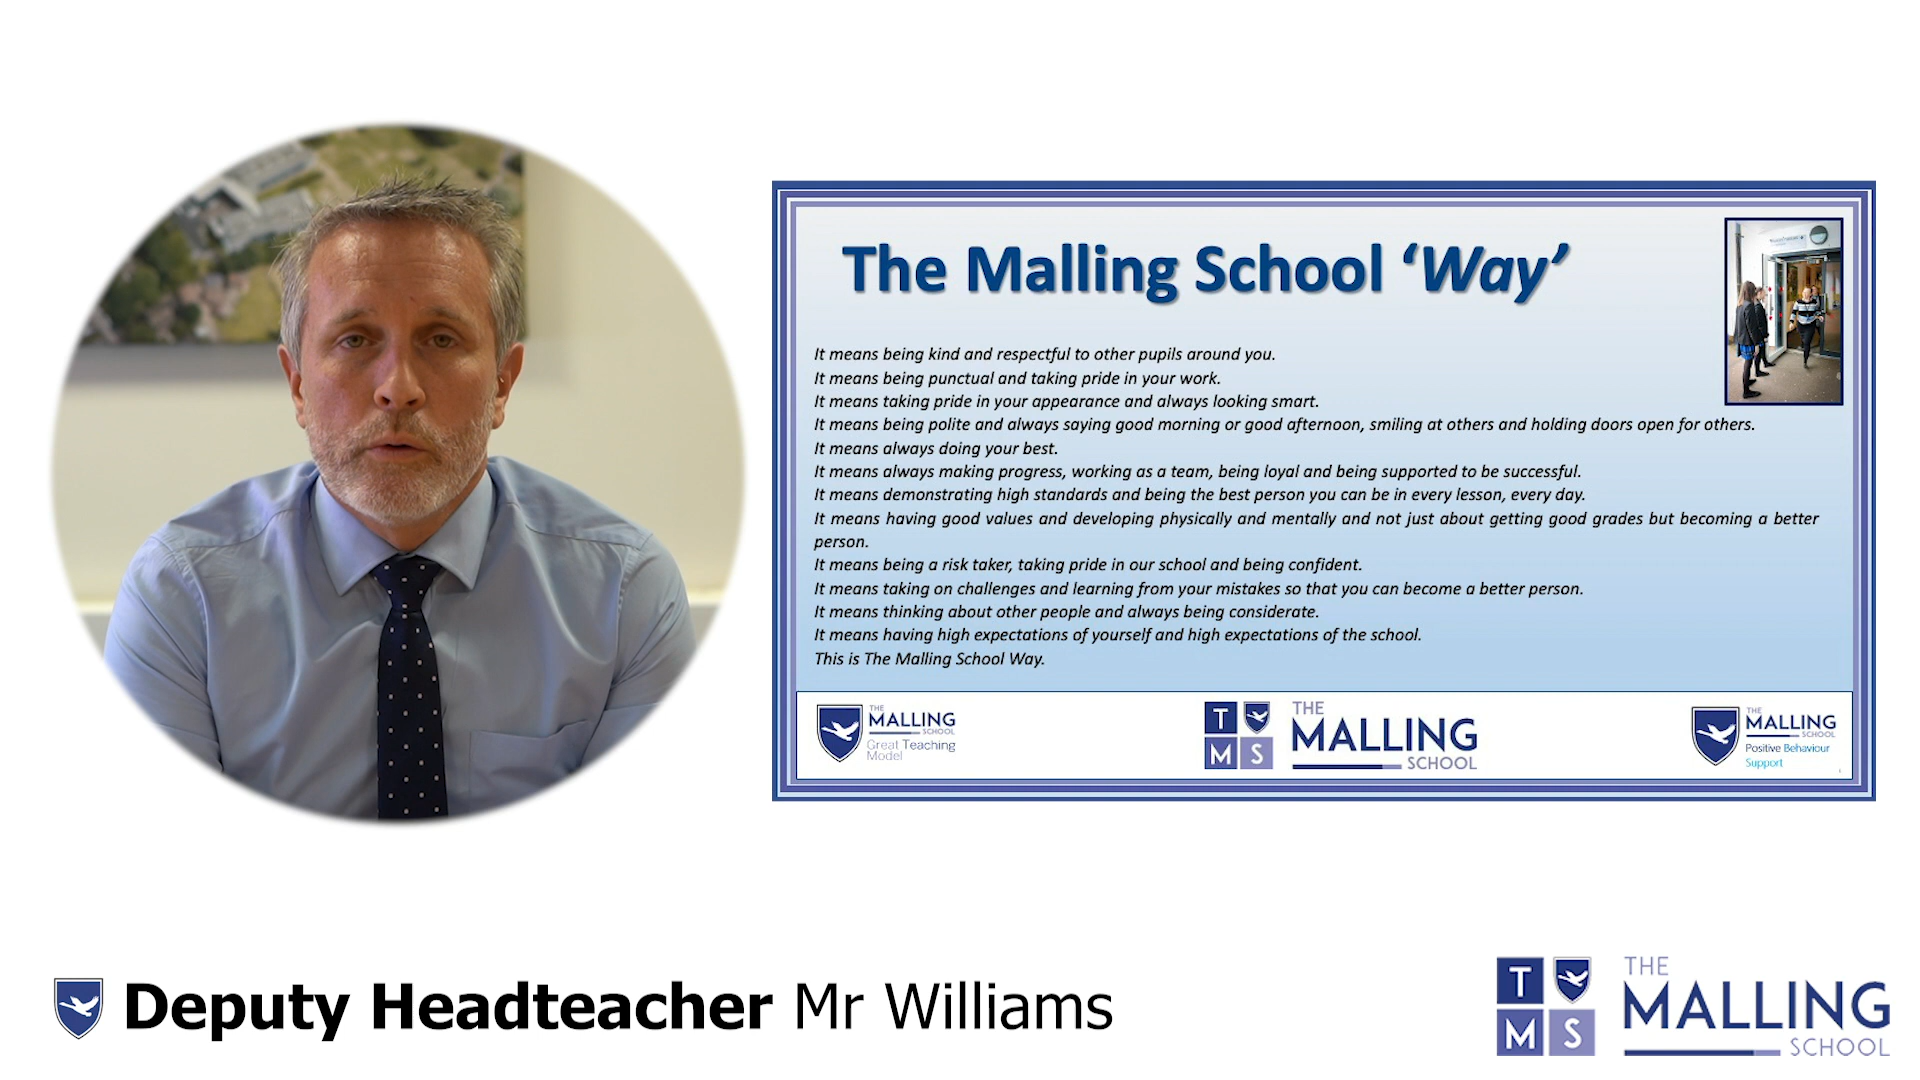 The Malling School ‘Way’
It means being kind and respectful to other pupils around you.
It means being punctual and taking pride in your work.
It means taking pride in your appearance and always looking smart.
It means being polite and always saying good morning or good afternoon, smiling at others and holding doors open for others.
It means always doing your best.
It means always making progress, working as a team, being loyal and being supported to be successful.
It means demonstrating high standards and being the best person you can be in every lesson, every day.
It means having good values and developing physically and mentally and not just about getting good grades but becoming a better
person.
It means being a risk taker, taking pride in our school and being confident.
It means taking on challenges and learning from your mistakes so that you can become a better person.
It means thinking about other people and always being considerate.
It means having high expectations of yourself and high expectations of the school.
This is The Malling School Way.
THE
MALLING
SCHOOL
Great Teaching
Model
T
M S
THE
MALLING
SCHOOL
THE
MALLING
SCHOOL
Positive Behaviour
Support
Deputy Headteacher Mr Williams
T
M S
THE
MALLING
SCHOOL